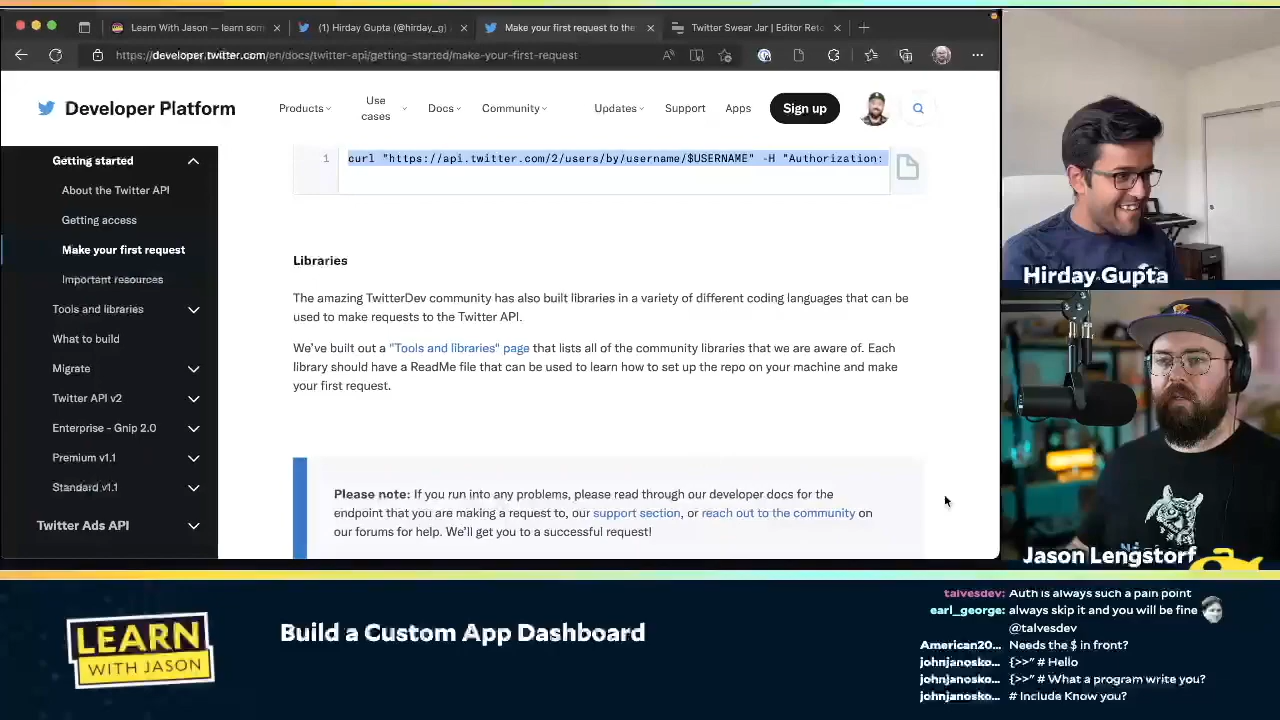 Learn With Jason — learn som
(1) Hirday Gupta (@hirday_g)
Make your first request to the
Twitter Swear Jar | Editor Reto
https://developer.twitter.com/en/docs/twitter-api/getting-started/make-your-first-request
Developer Platform
Products
Use cases
Docs
Community
Updates
Support
Apps
Sign up
Getting started
About the Twitter API
Getting access
Make your first request
Important resources
Tools and libraries
What to build
Migrate
Twitter API v2
Enterprise - Gnip 2.0
Premium v1.1
Standard v1.1
Twitter Ads API
1
curl "https://api.twitter.com/2/users/by/username/$USERNAME" -H "Authorization:
Libraries
The amazing TwitterDev community has also built libraries in a variety of different coding languages that can be
used to make requests to the Twitter API.
We've built out a "Tools and libraries" page that lists all of the community libraries that we are aware of. Each
library should have a ReadMe file that can be used to learn how to set up the repo on your machine and make
your first request.
Please note: If you run into any problems, please read through our developer docs for the
endpoint that you are making a request to, our support section, or reach out to the community on
our forums for help. We'll get you to a successful request!
Hirday Gupta
Jason Lengstorf
LEARN
WITH JASON
Build a Custom App Dashboard
talvesdev: Auth is always such a pain point
earl_george: always skip it and you will be fine
@talvesdev
American20... Needs the $ in front?
johnjanosko... {>>" # Hello
johnjanosko... {>>" # What a program write you?
johnjanosko... # Include Know you?